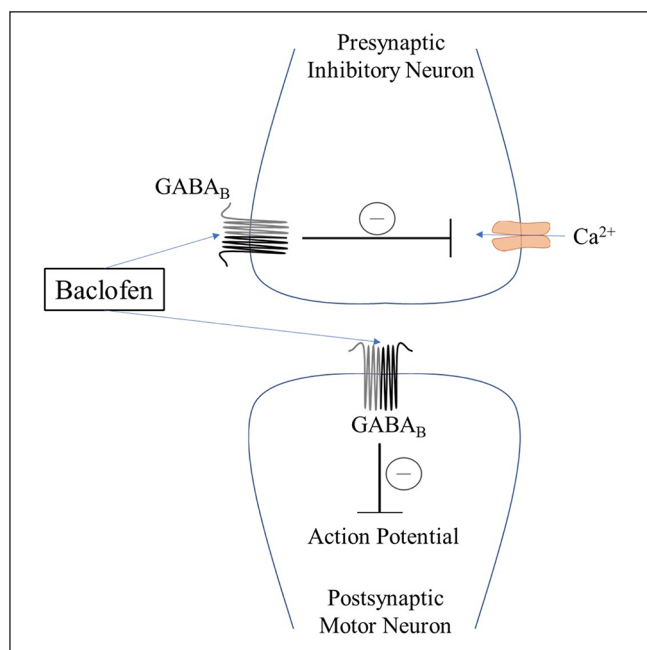 Presynaptic
Inhibitory Neuron
GABA_B
−
Ca²⁺
Baclofen
GABA_B
−
Action Potential
Postsynaptic
Motor Neuron